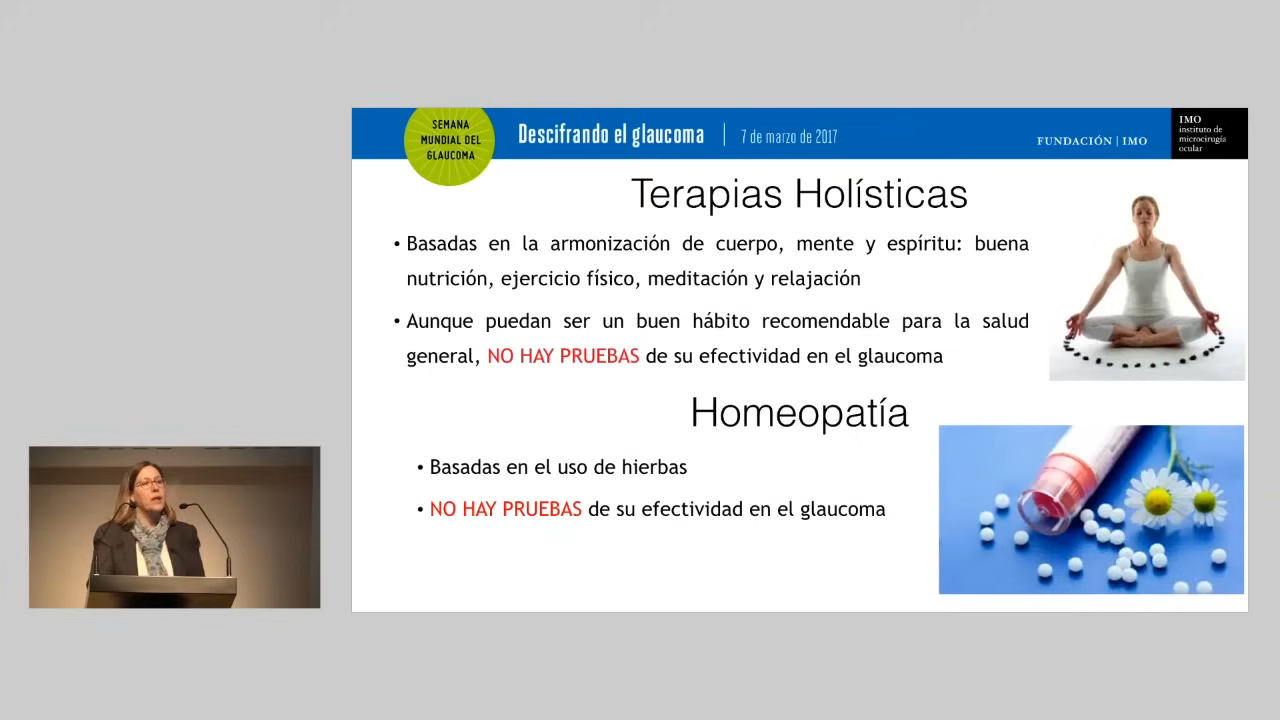 SEMANA
MUNDIAL DEL
GLAUCOMA
Descifrando el glaucoma | 7 de marzo de 2017
FUNDACIÓN | IMO
IMO
instituto de
microcirugía
ocular
Terapias Holísticas
• Basadas en la armonización de cuerpo, mente y espíritu: buena
nutrición, ejercicio físico, meditación y relajación
• Aunque puedan ser un buen hábito recomendable para la salud
general, NO HAY PRUEBAS de su efectividad en el glaucoma
Homeopatía
• Basadas en el uso de hierbas
• NO HAY PRUEBAS de su efectividad en el glaucoma